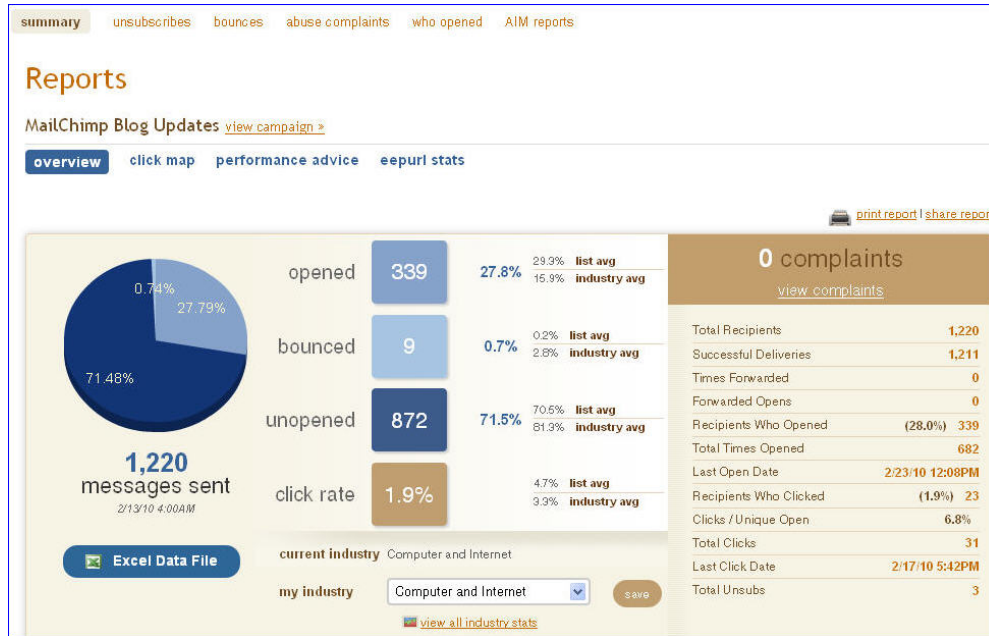 summary unsubscribes bounces abuse complaints who opened AIM reports
Reports
MailChimp Blog Updates view campaign »
overview click map performance advice eepurl stats
print report | share repor
0.74%
27.79%
71.48%
1,220
messages sent
2/13/10 4:00AM
Excel Data File
opened 339 27.8% 29.3% list avg
15.9% industry avg
bounced 9 0.7% 0.2% list avg
2.8% industry avg
unopened 872 71.5% 70.5% list avg
81.3% industry avg
click rate 1.9% 4.7% list avg
3.3% industry avg
current industry Computer and Internet
my industry Computer and Internet save
view all industry stats
0 complaints
view complaints
Total Recipients 1,220
Successful Deliveries 1,211
Times Forwarded 0
Forwarded Opens 0
Recipients Who Opened (28.0%) 339
Total Times Opened 682
Last Open Date 2/23/10 12:08PM
Recipients Who Clicked (1.9%) 23
Clicks / Unique Open 6.8%
Total Clicks 31
Last Click Date 2/17/10 5:42PM
Total Unsubs 3